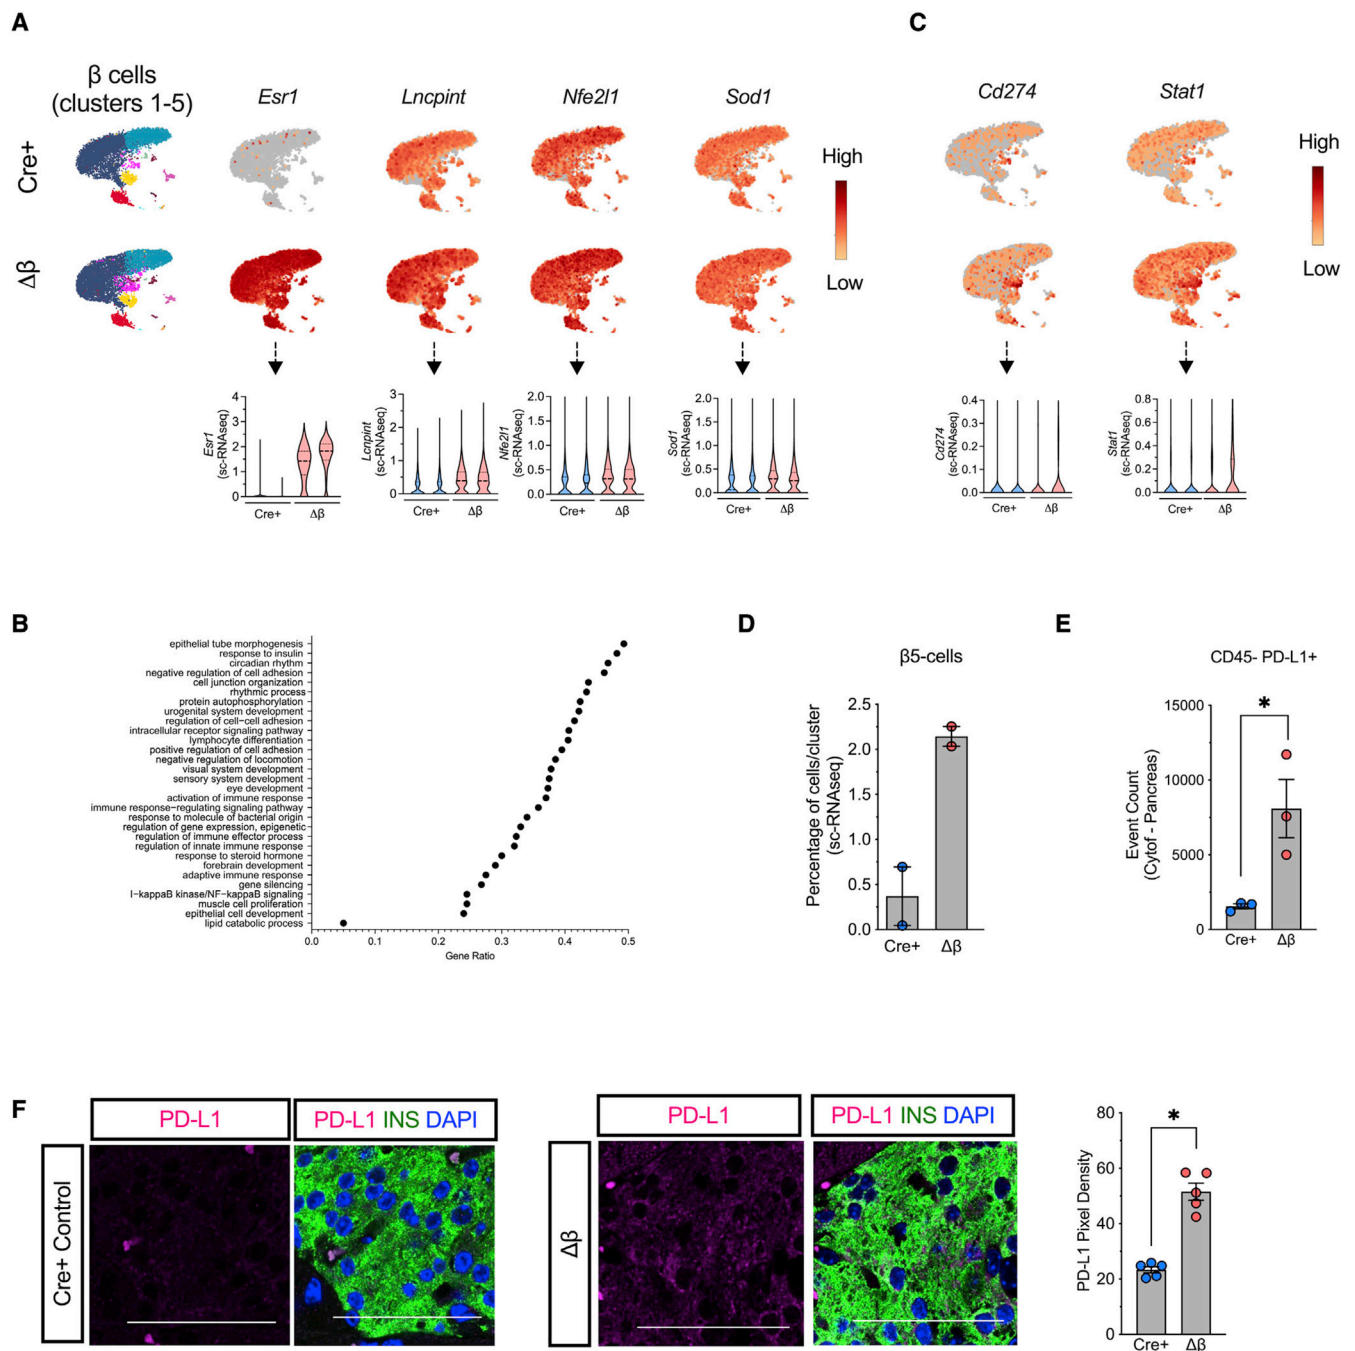 A
C
β cells
(clusters 1-5)
Esr1
Lncpint
Nfe2l1
Sod1
Cd274
Stat1
Cre+
Δβ
High
Low
High
Low
Esr1
(sc-RNAseq)
4
3
2
1
0
Cre+
Δβ
Lcnpint
(sc-RNAseq)
3
2
1
0
Cre+
Δβ
Nfe2l1
(sc-RNAseq)
2.0
1.5
1.0
0.5
0.0
Cre+
Δβ
Sod1
(sc-RNAseq)
2.0
1.5
1.0
0.5
0.0
Cre+
Δβ
Cd274
(sc-RNAseq)
0.4
0.3
0.2
0.1
0.0
Cre+
Δβ
Stat1
(sc-RNAseq)
0.8
0.6
0.4
0.2
0.0
Cre+
Δβ
B
epithelial tube morphogenesis
response to insulin
circadian rhythm
negative regulation of cell adhesion
cell junction organization
rhythmic process
protein autophosphorylation
urogenital system development
regulation of cell−cell adhesion
intracellular receptor signaling pathway
lymphocyte differentiation
positive regulation of cell adhesion
negative regulation of locomotion
visual system development
sensory system development
eye development
activation of immune response
immune response−regulating signaling pathway
response to molecule of bacterial origin
regulation of gene expression, epigenetic
regulation of immune effector process
regulation of innate immune response
response to steroid hormone
forebrain development
adaptive immune response
gene silencing
I−kappaB kinase/NF−kappaB signaling
muscle cell proliferation
epithelial cell development
lipid catabolic process
0.0 0.1 0.2 0.3 0.4 0.5
Gene Ratio
D
β5-cells
Percentage of cells/cluster
(sc-RNAseq)
2.5
2.0
1.5
1.0
0.5
0.0
Cre+ Δβ
E
CD45- PD-L1+
Event Count
(Cytof - Pancreas)
15000
10000
5000
0
*
Cre+ Δβ
F
Cre+ Control
PD-L1
PD-L1 INS DAPI
Δβ
PD-L1
PD-L1 INS DAPI
PD-L1 Pixel Density
80
60
40
20
0
*
Cre+ Δβ